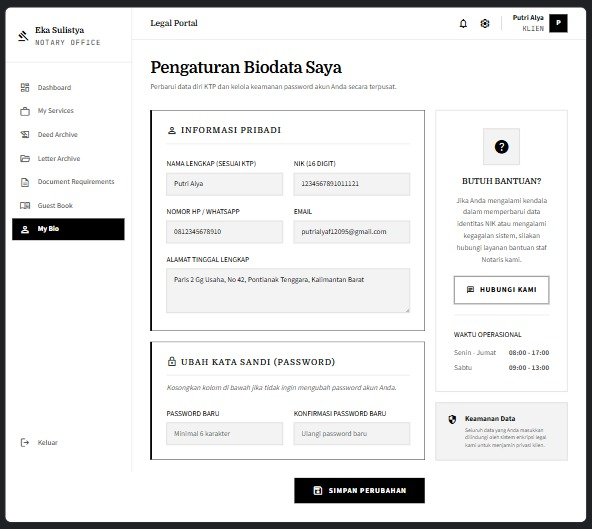 Eka Sulistya
NOTARY OFFICE
Dashboard
My Services
Deed Archive
Letter Archive
Document Requirements
Guest Book
My Bio
Keluar
Legal Portal
Putri Alya
KLIEN
P
Pengaturan Biodata Saya
Perbarui data diri KTP dan kelola keamanan password akun Anda secara terpusat.
INFORMASI PRIBADI
NAMA LENGKAP (SESUAI KTP)
NIK (16 DIGIT)
Putri Alya
1234567891011121
NOMOR HP / WHATSAPP
EMAIL
0812345678910
putrialyaf12095@gmail.com
ALAMAT TINGGAL LENGKAP
Paris 2 Gg Usaha, No 42, Pontianak Tenggara, Kalimantan Barat
UBAH KATA SANDI (PASSWORD)
Kosongkan kolom di bawah jika tidak ingin mengubah password akun Anda.
PASSWORD BARU
KONFIRMASI PASSWORD BARU
Minimal 6 karakter
Ulangi password baru
SIMPAN PERUBAHAN
BUTUH BANTUAN?
Jika Anda mengalami kendala
dalam memperbarui data
identitas NIK atau mengalami
kegagalan sistem, silakan
hubungi layanan bantuan staf
Notaris kami.
HUBUNGI KAMI
WAKTU OPERASIONAL
Senin - Jumat
08:00 - 17:00
Sabtu
09:00 - 13:00
Keamanan Data
Seluruh data yang Anda masukkan
dilindungi oleh sistem enkripsi legal
kami untuk menjamin privasi klien.